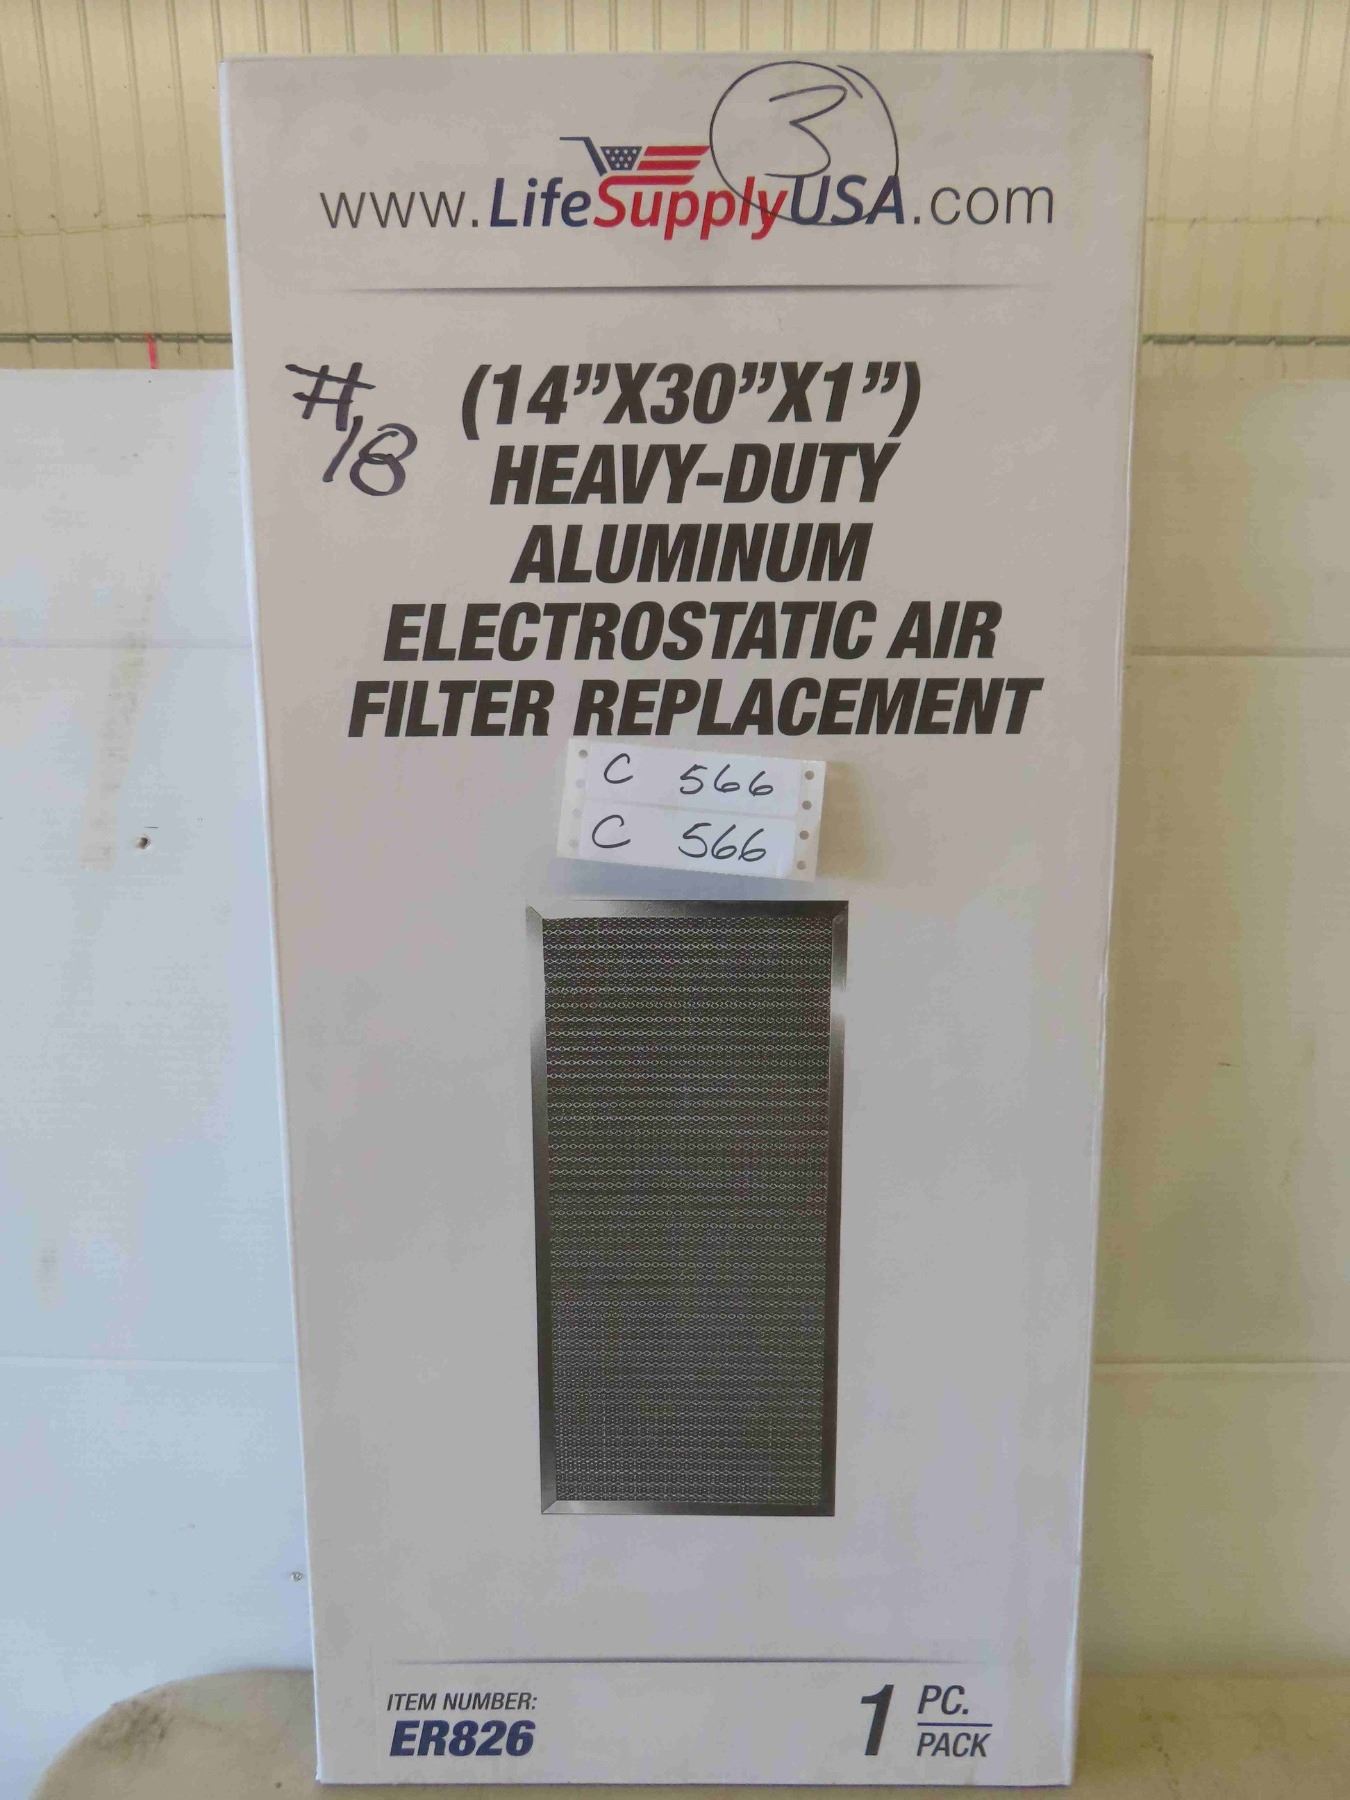 3
www.LifeSupplyUSA.com
#18
(14”X30”X1”)
HEAVY-DUTY
ALUMINUM
ELECTROSTATIC AIR
FILTER REPLACEMENT
C 566
C 566
ITEM NUMBER:
ER826
1 PC.
PACK